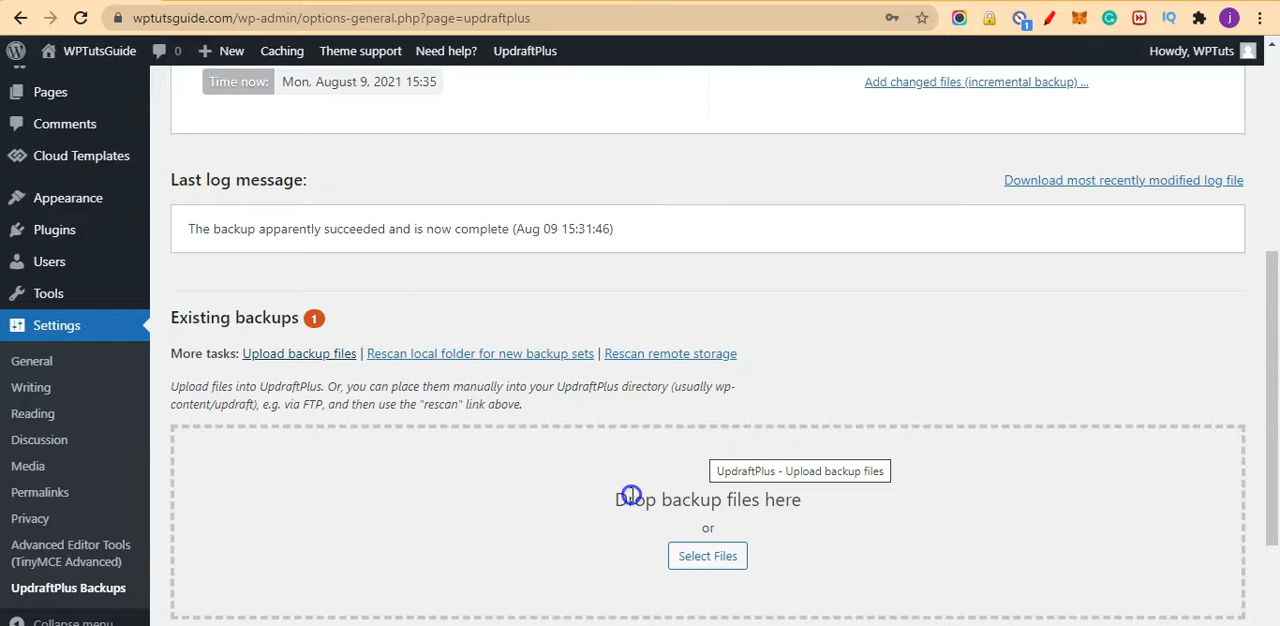 wptutsguide.com/wp-admin/options-general.php?page=updraftplus
1
IQ
j
WPTutsGuide
0
New
Caching
Theme support
Need help?
UpdraftPlus
Howdy, WPTuts
Pages
Comments
Cloud Templates
Appearance
Plugins
Users
Tools
Settings
General
Writing
Reading
Discussion
Media
Permalinks
Privacy
Advanced Editor Tools
(TinyMCE Advanced)
UpdraftPlus Backups
Collapse menu
Time now: Mon, August 9, 2021 15:35
Add changed files (incremental backup) ...
Last log message:
Download most recently modified log file
The backup apparently succeeded and is now complete (Aug 09 15:31:46)
Existing backups 1
More tasks: Upload backup files | Rescan local folder for new backup sets | Rescan remote storage
Upload files into UpdraftPlus. Or, you can place them manually into your UpdraftPlus directory (usually wp-
content/updraft), e.g. via FTP, and then use the "rescan" link above.
UpdraftPlus - Upload backup files
Drop backup files here
or
Select Files